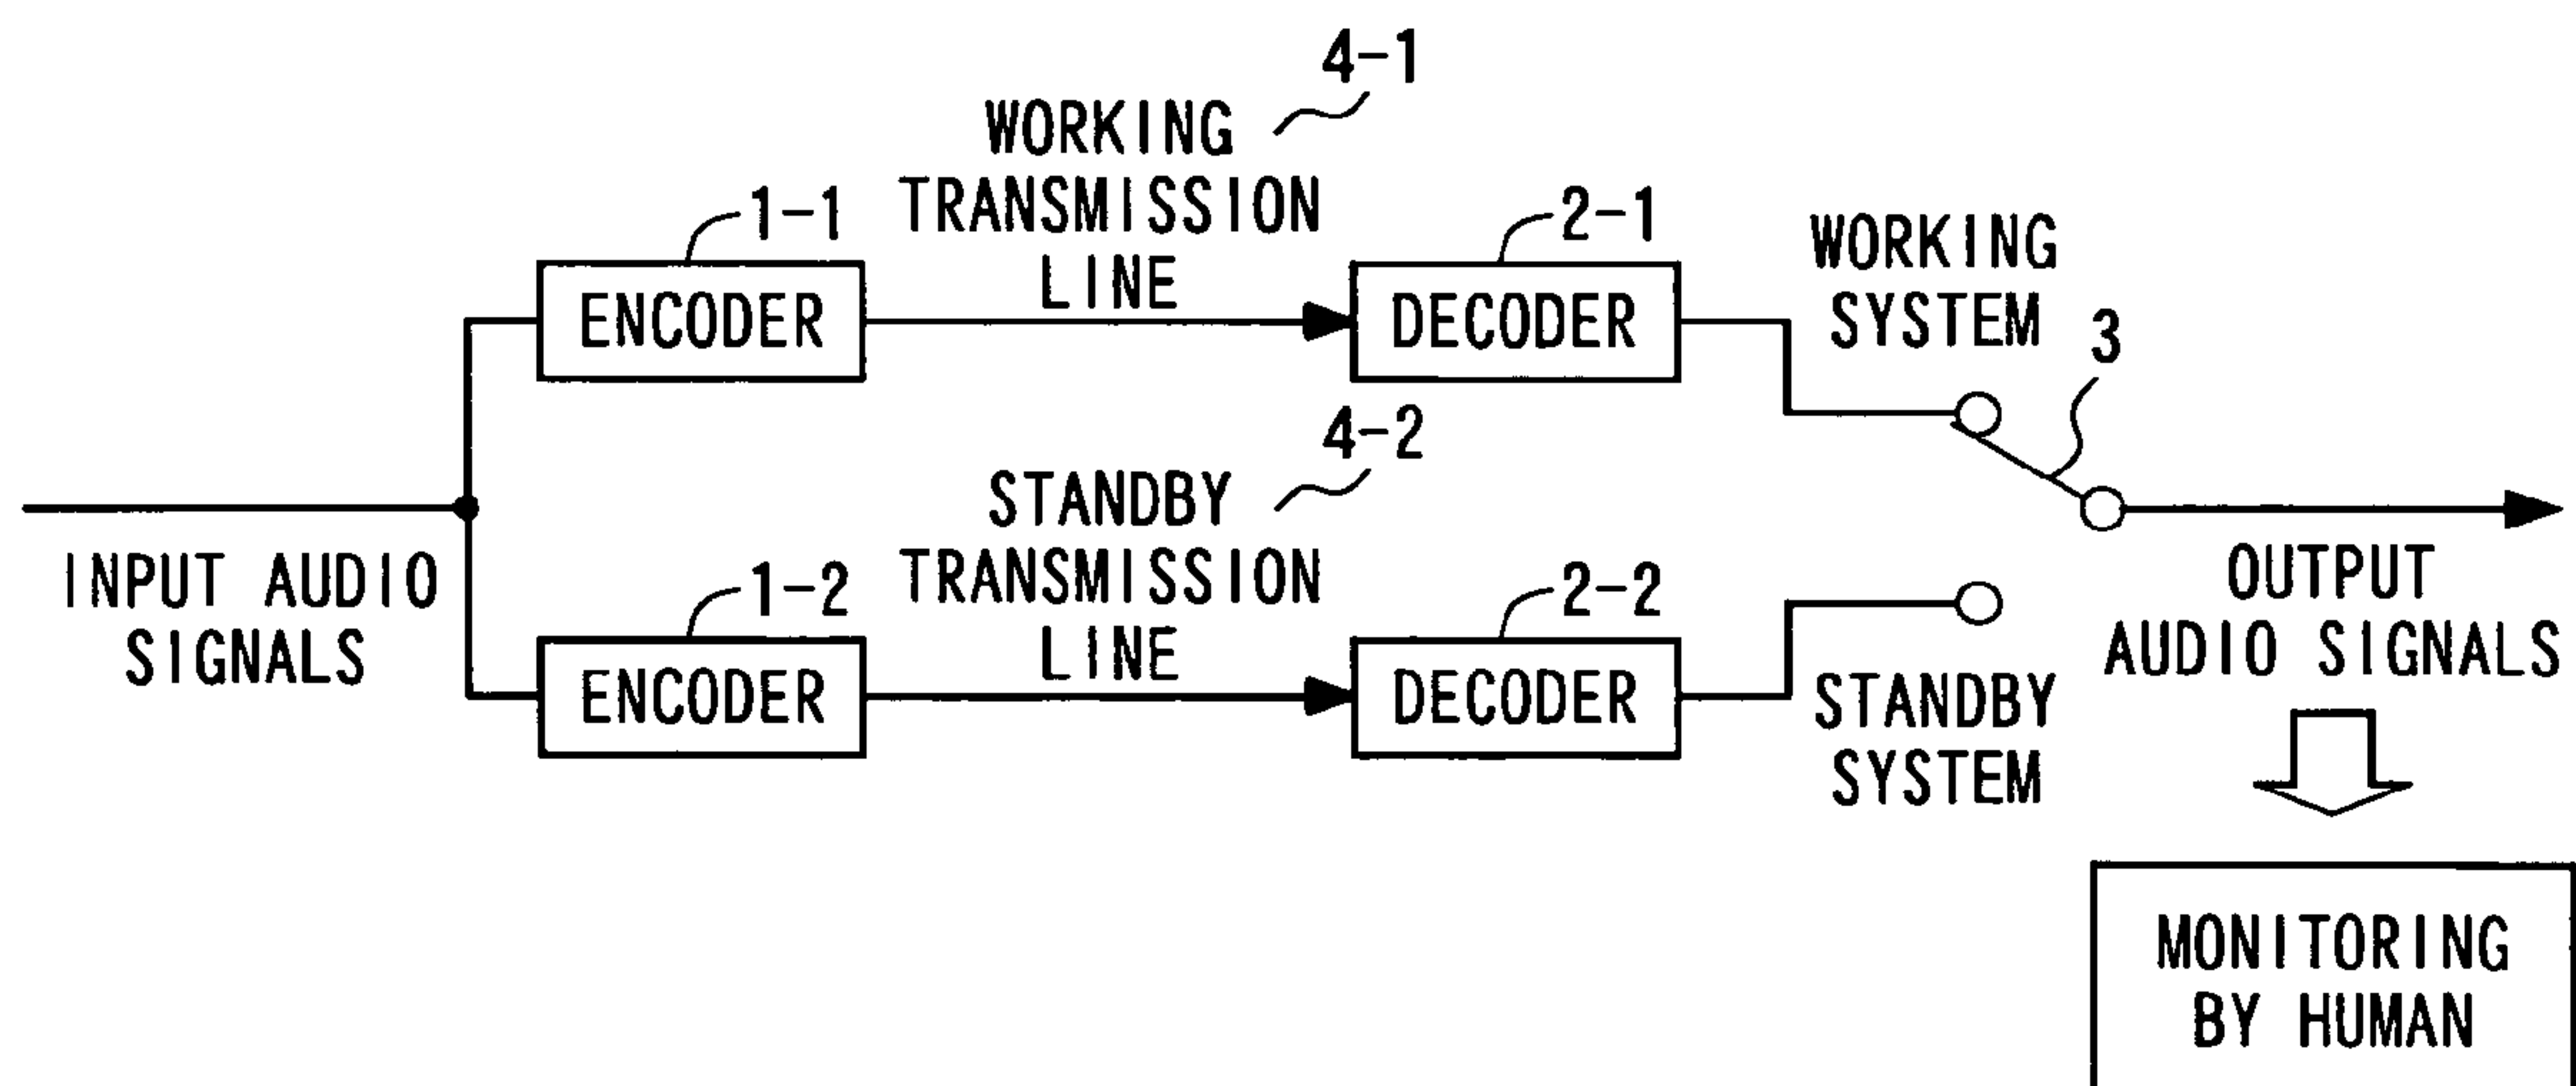 4-1
WORKING
TRANSMISSION
LINE
1-1
ENCODER
2-1
DECODER
WORKING
SYSTEM
3
4-2
STANDBY
TRANSMISSION
LINE
INPUT AUDIO
SIGNALS
1-2
ENCODER
2-2
DECODER
STANDBY
SYSTEM
OUTPUT
AUDIO SIGNALS
MONITORING
BY HUMAN